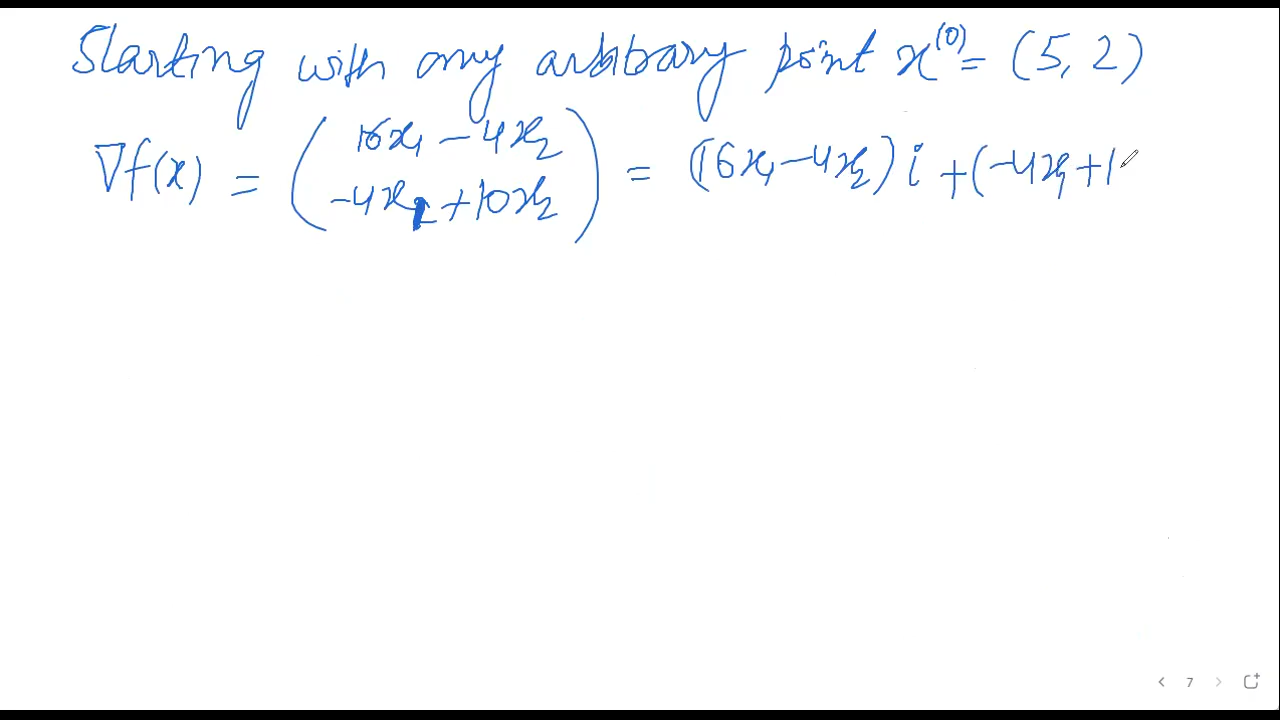 Starting with any arbitrary point x^(0) = (5, 2)
∇f(x) = ( 16x₁ - 4x₂ ; -4x₁ + 10x₂ ) = (16x₁ - 4x₂) i + (-4x₁ + 1
7